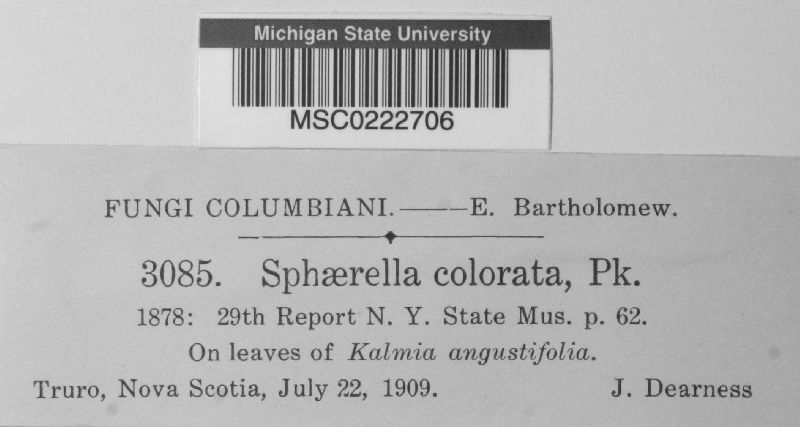 Michigan State University
MSC0222706
FUNGI COLUMBIANI.——E. Bartholomew.
3085. Sphærella colorata, Pk.
1878: 29th Report N. Y. State Mus. p. 62.
On leaves of Kalmia angustifolia.
Truro, Nova Scotia, July 22, 1909. J. Dearness